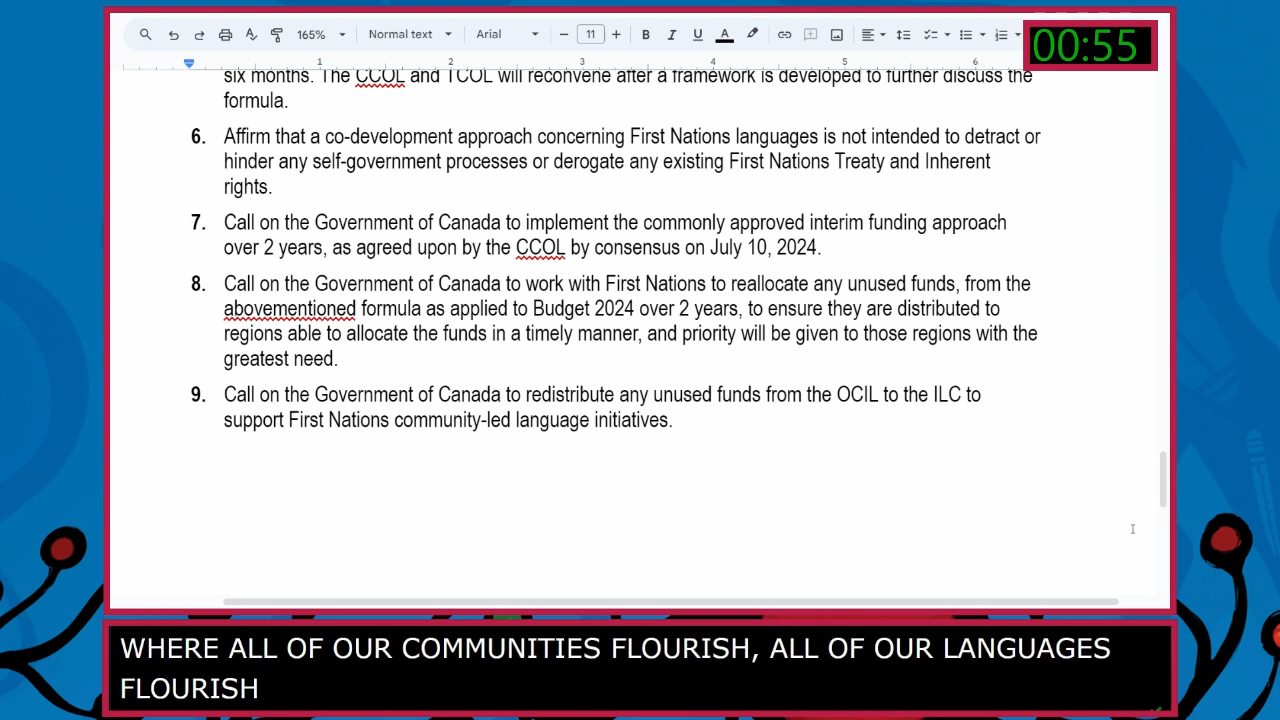 165%
Normal text
Arial
11
B I U A
00:55
1 2 3 4 5 6
six months. The CCOL and TCOL will reconvene after a framework is developed to further discuss the
formula.
6. Affirm that a co-development approach concerning First Nations languages is not intended to detract or
hinder any self-government processes or derogate any existing First Nations Treaty and Inherent
rights.
7. Call on the Government of Canada to implement the commonly approved interim funding approach
over 2 years, as agreed upon by the CCOL by consensus on July 10, 2024.
8. Call on the Government of Canada to work with First Nations to reallocate any unused funds, from the
abovementioned formula as applied to Budget 2024 over 2 years, to ensure they are distributed to
regions able to allocate the funds in a timely manner, and priority will be given to those regions with the
greatest need.
9. Call on the Government of Canada to redistribute any unused funds from the OCIL to the ILC to
support First Nations community-led language initiatives.
WHERE ALL OF OUR COMMUNITIES FLOURISH, ALL OF OUR LANGUAGES
FLOURISH